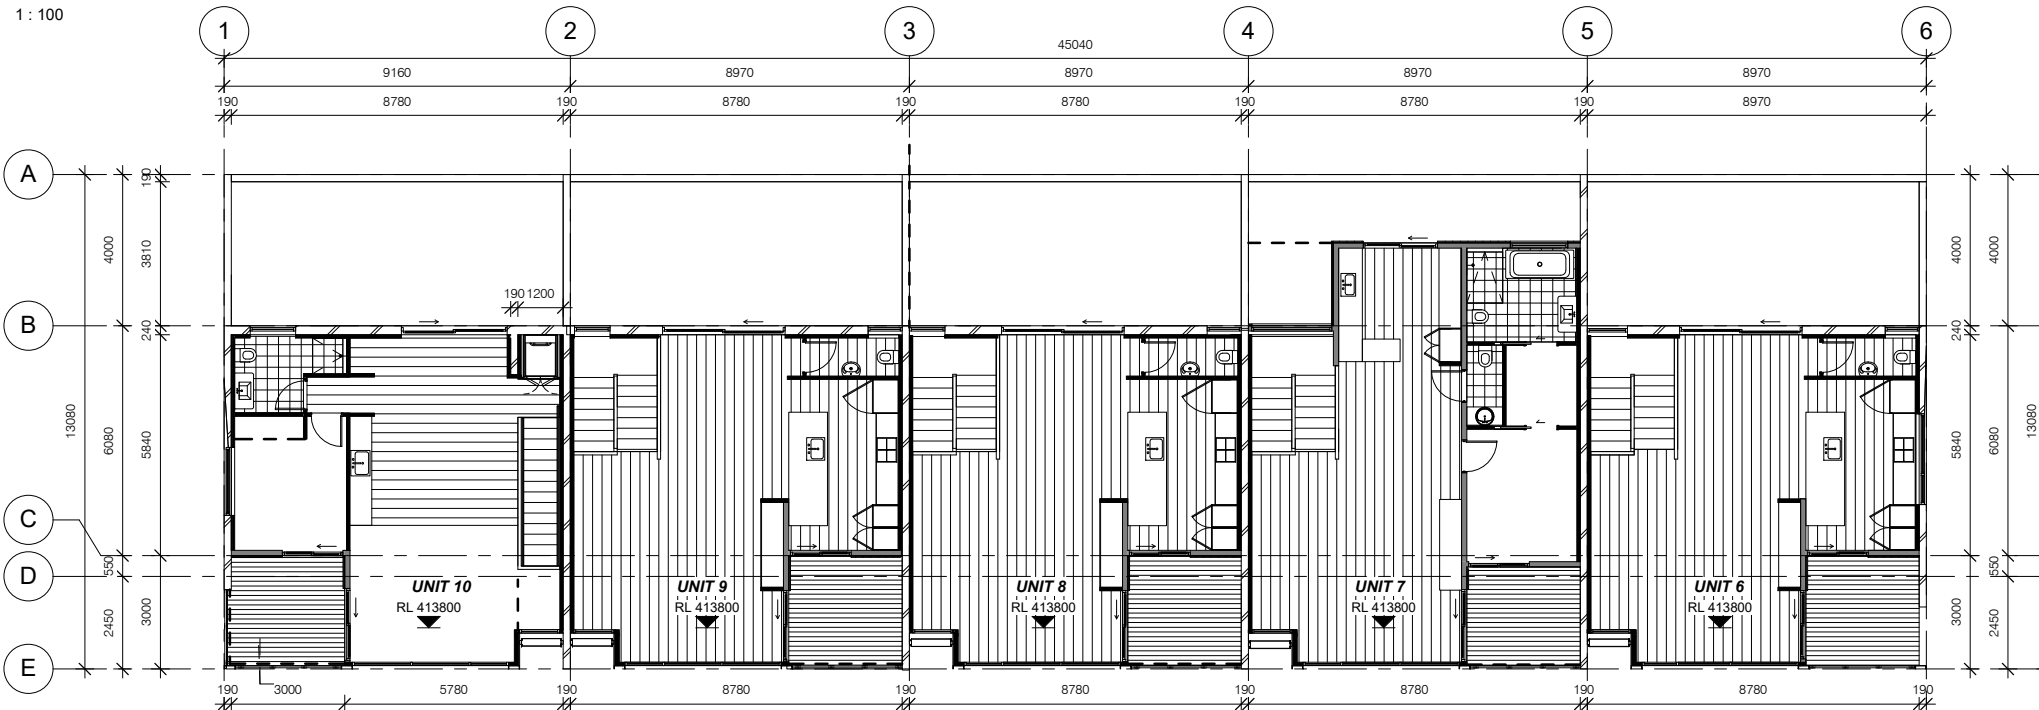 1 : 100
1 2 3 4 5 6
45040
9160 8970 8970 8970 8970
190 8780 190 8780 190 8780 190 8780 190 8970
A
190
4000 3810 4000 4000
190 1200
B
240 240
13080 6080 5840 5840 6080 13080
C
550 550
D
UNIT 10 UNIT 9 UNIT 8 UNIT 7 UNIT 6
RL 413800 RL 413800 RL 413800 RL 413800 RL 413800
2450 3000 3000 2450
E
190 3000 5780 190 8780 190 8780 190 8780 190 8780 190